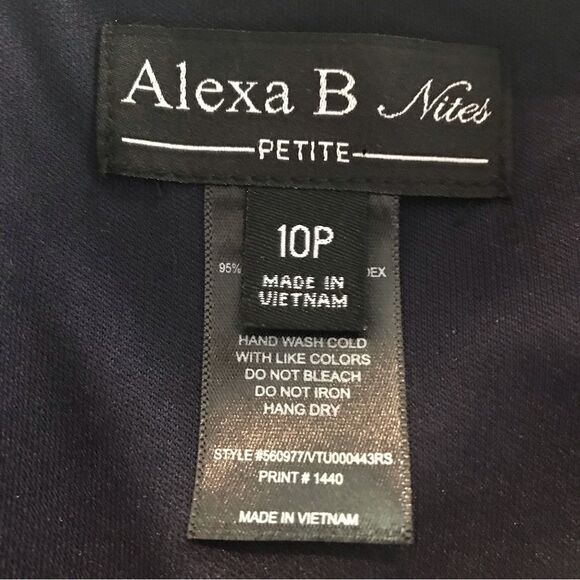 Alexa B Nites
PETITE
10P
MADE IN
VIETNAM
95%
HAND WASH COLD
WITH LIKE COLORS
DO NOT BLEACH
DO NOT IRON
HANG DRY
STYLE #560977/VTU000443RS
PRINT # 1440
MADE IN VIETNAM